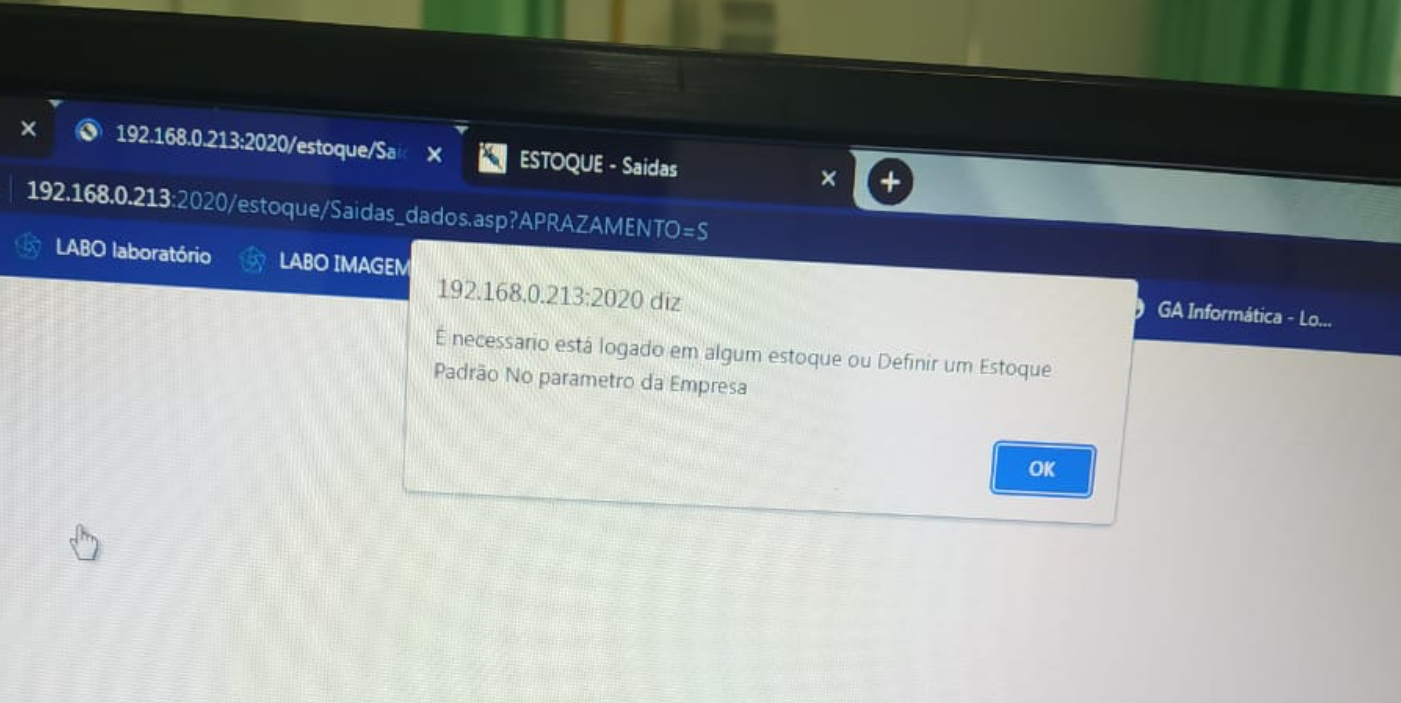 192.168.0.213:2020/estoque/Sai
ESTOQUE - Saidas
192.168.0.213:2020/estoque/Saidas_dados.asp?APRAZAMENTO=S
LABO laboratório
LABO IMAGEM
GA Informática - Lo...
192.168.0.213:2020 diz
É necessario está logado em algum estoque ou Definir um Estoque
Padrão No parametro da Empresa
OK